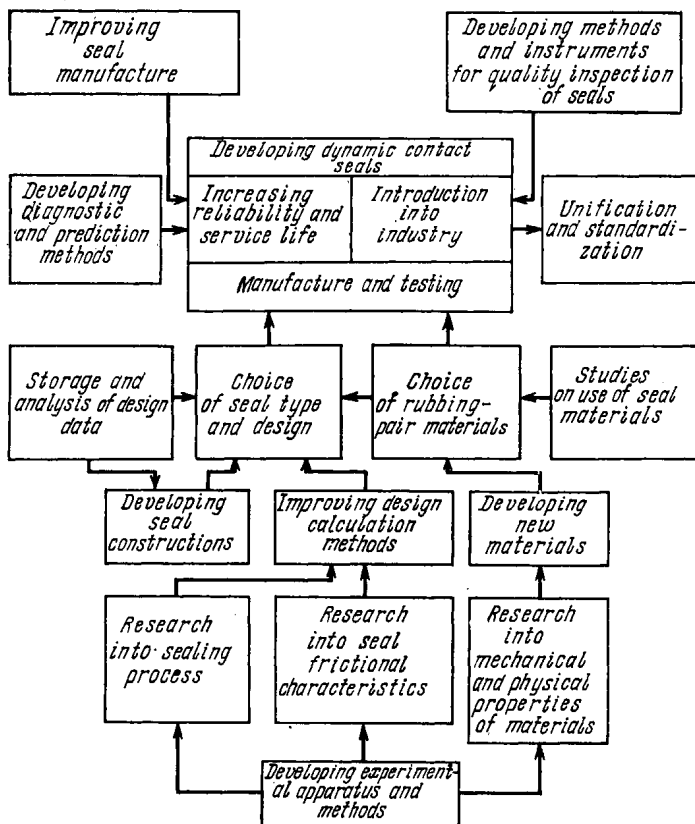 Improving
seal
manufacture
Developing methods
and instruments
for quality inspection
of seals
Developing dynamic contact
seals
Developing
diagnostic
and prediction
methods
Increasing
reliability and
service life
Introduction
into
industry
Unification
and standardi-
zation
Manufacture and testing
Storage and
analysis of design
data
Choice
of seal type
and design
Choice
of rubbing-
pair materials
Studies
on use of seal
materials
Developing
seal
constructions
Improving design
calculation
methods
Developing
new
materials
Research
into sealing
process
Research
into seal
frictional
characteristics
Research
into
mechanical
and physical
properties
of materials
Developing experiment-
al apparatus and
methods